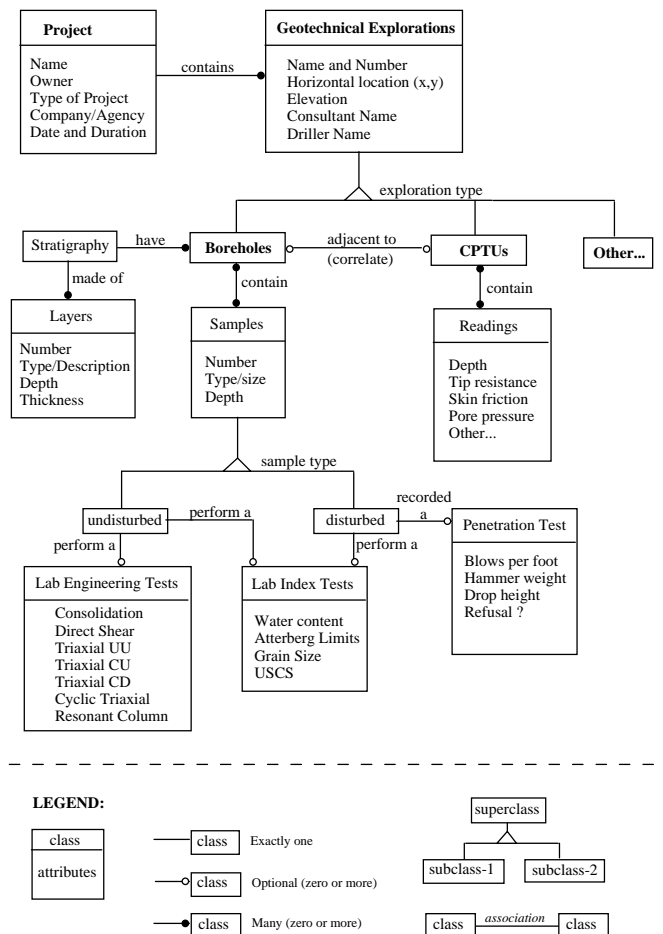 Project
Name
Owner
Type of Project
Company/Agency
Date and Duration
contains
Geotechnical Explorations
Name and Number
Horizontal location (x,y)
Elevation
Consultant Name
Driller Name
exploration type
Stratigraphy
have
Boreholes
adjacent to
(correlate)
CPTUs
Other...
made of
contain
contain
Layers
Number
Type/Description
Depth
Thickness
Samples
Number
Type/size
Depth
Readings
Depth
Tip resistance
Skin friction
Pore pressure
Other...
sample type
undisturbed
perform a
disturbed
recorded
a
perform a
perform a
Penetration Test
Blows per foot
Hammer weight
Drop height
Refusal ?
Lab Engineering Tests
Consolidation
Direct Shear
Triaxial UU
Triaxial CU
Triaxial CD
Cyclic Triaxial
Resonant Column
Lab Index Tests
Water content
Atterberg Limits
Grain Size
USCS
LEGEND:
class
attributes
class Exactly one
class Optional (zero or more)
class Many (zero or more)
superclass
subclass-1 subclass-2
class association class